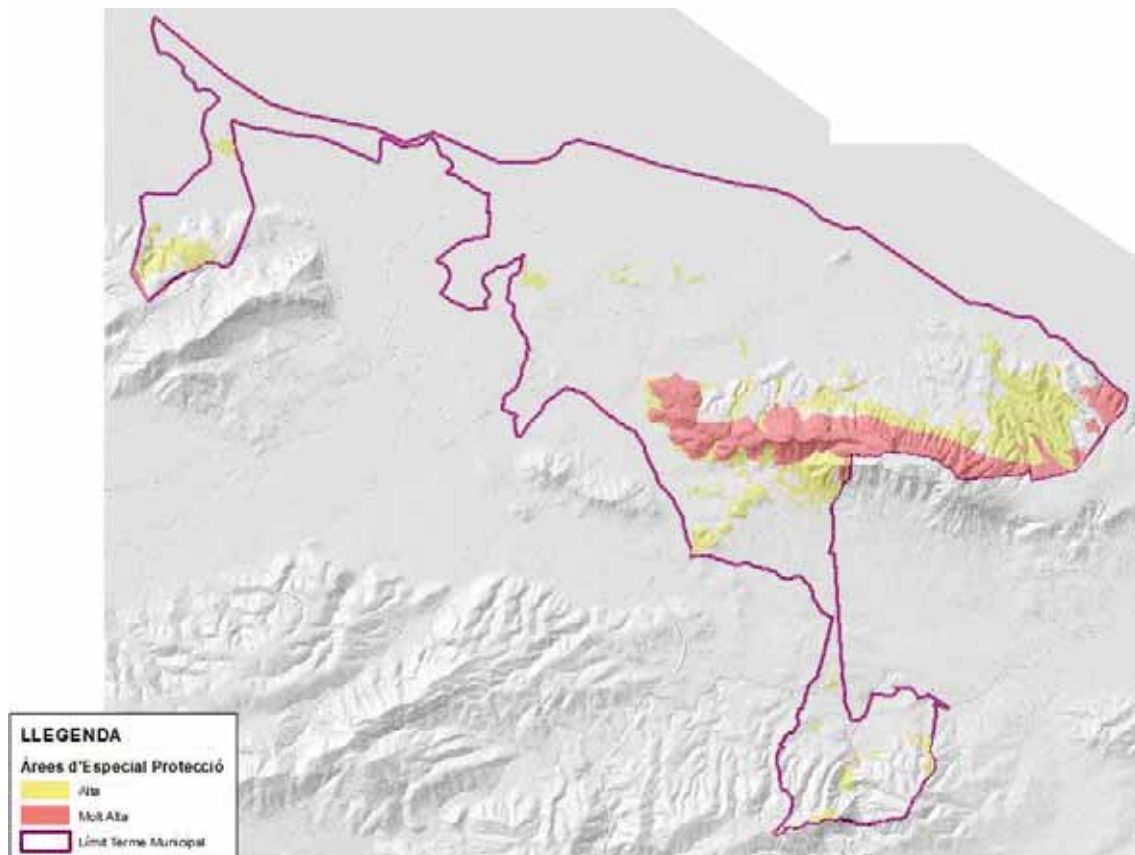 LLEGENDA
Àrees d'Especial Protecció
Alta
Molt Alta
Límit Terme Municipal